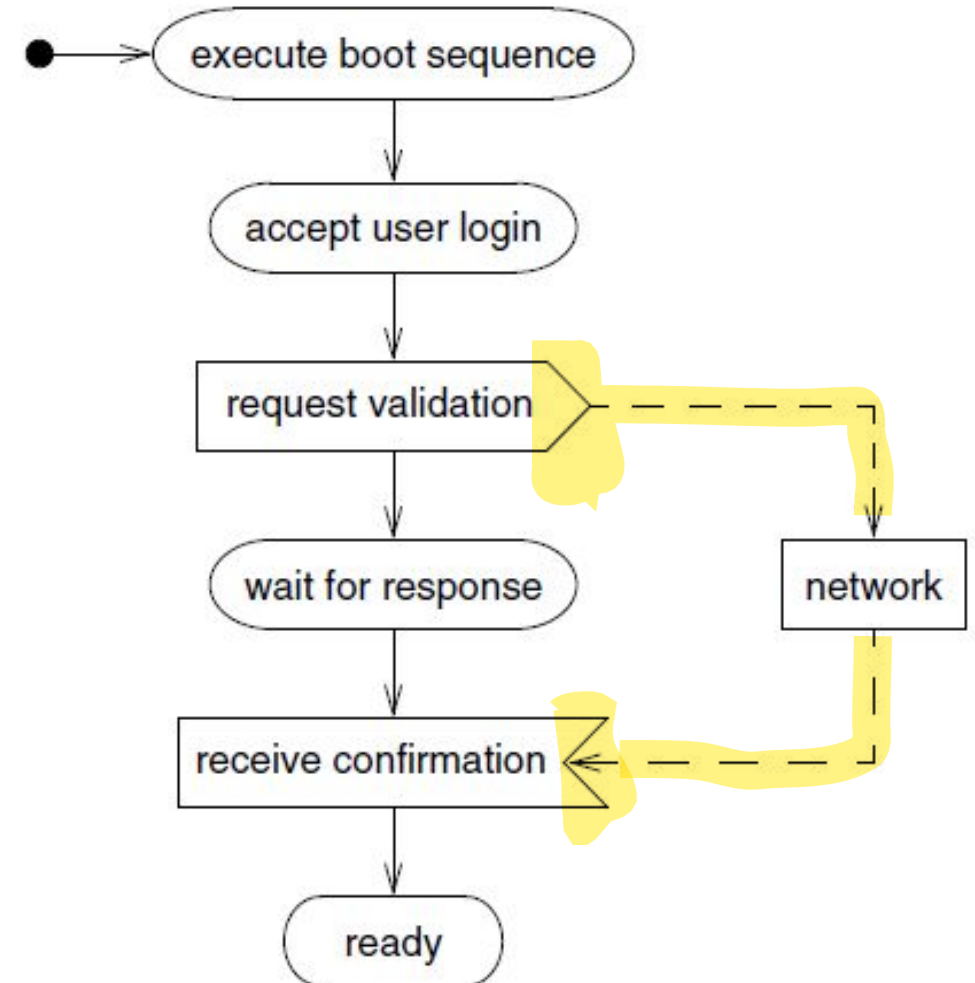 execute boot sequence
accept user login
request validation
wait for response
network
receive confirmation
ready